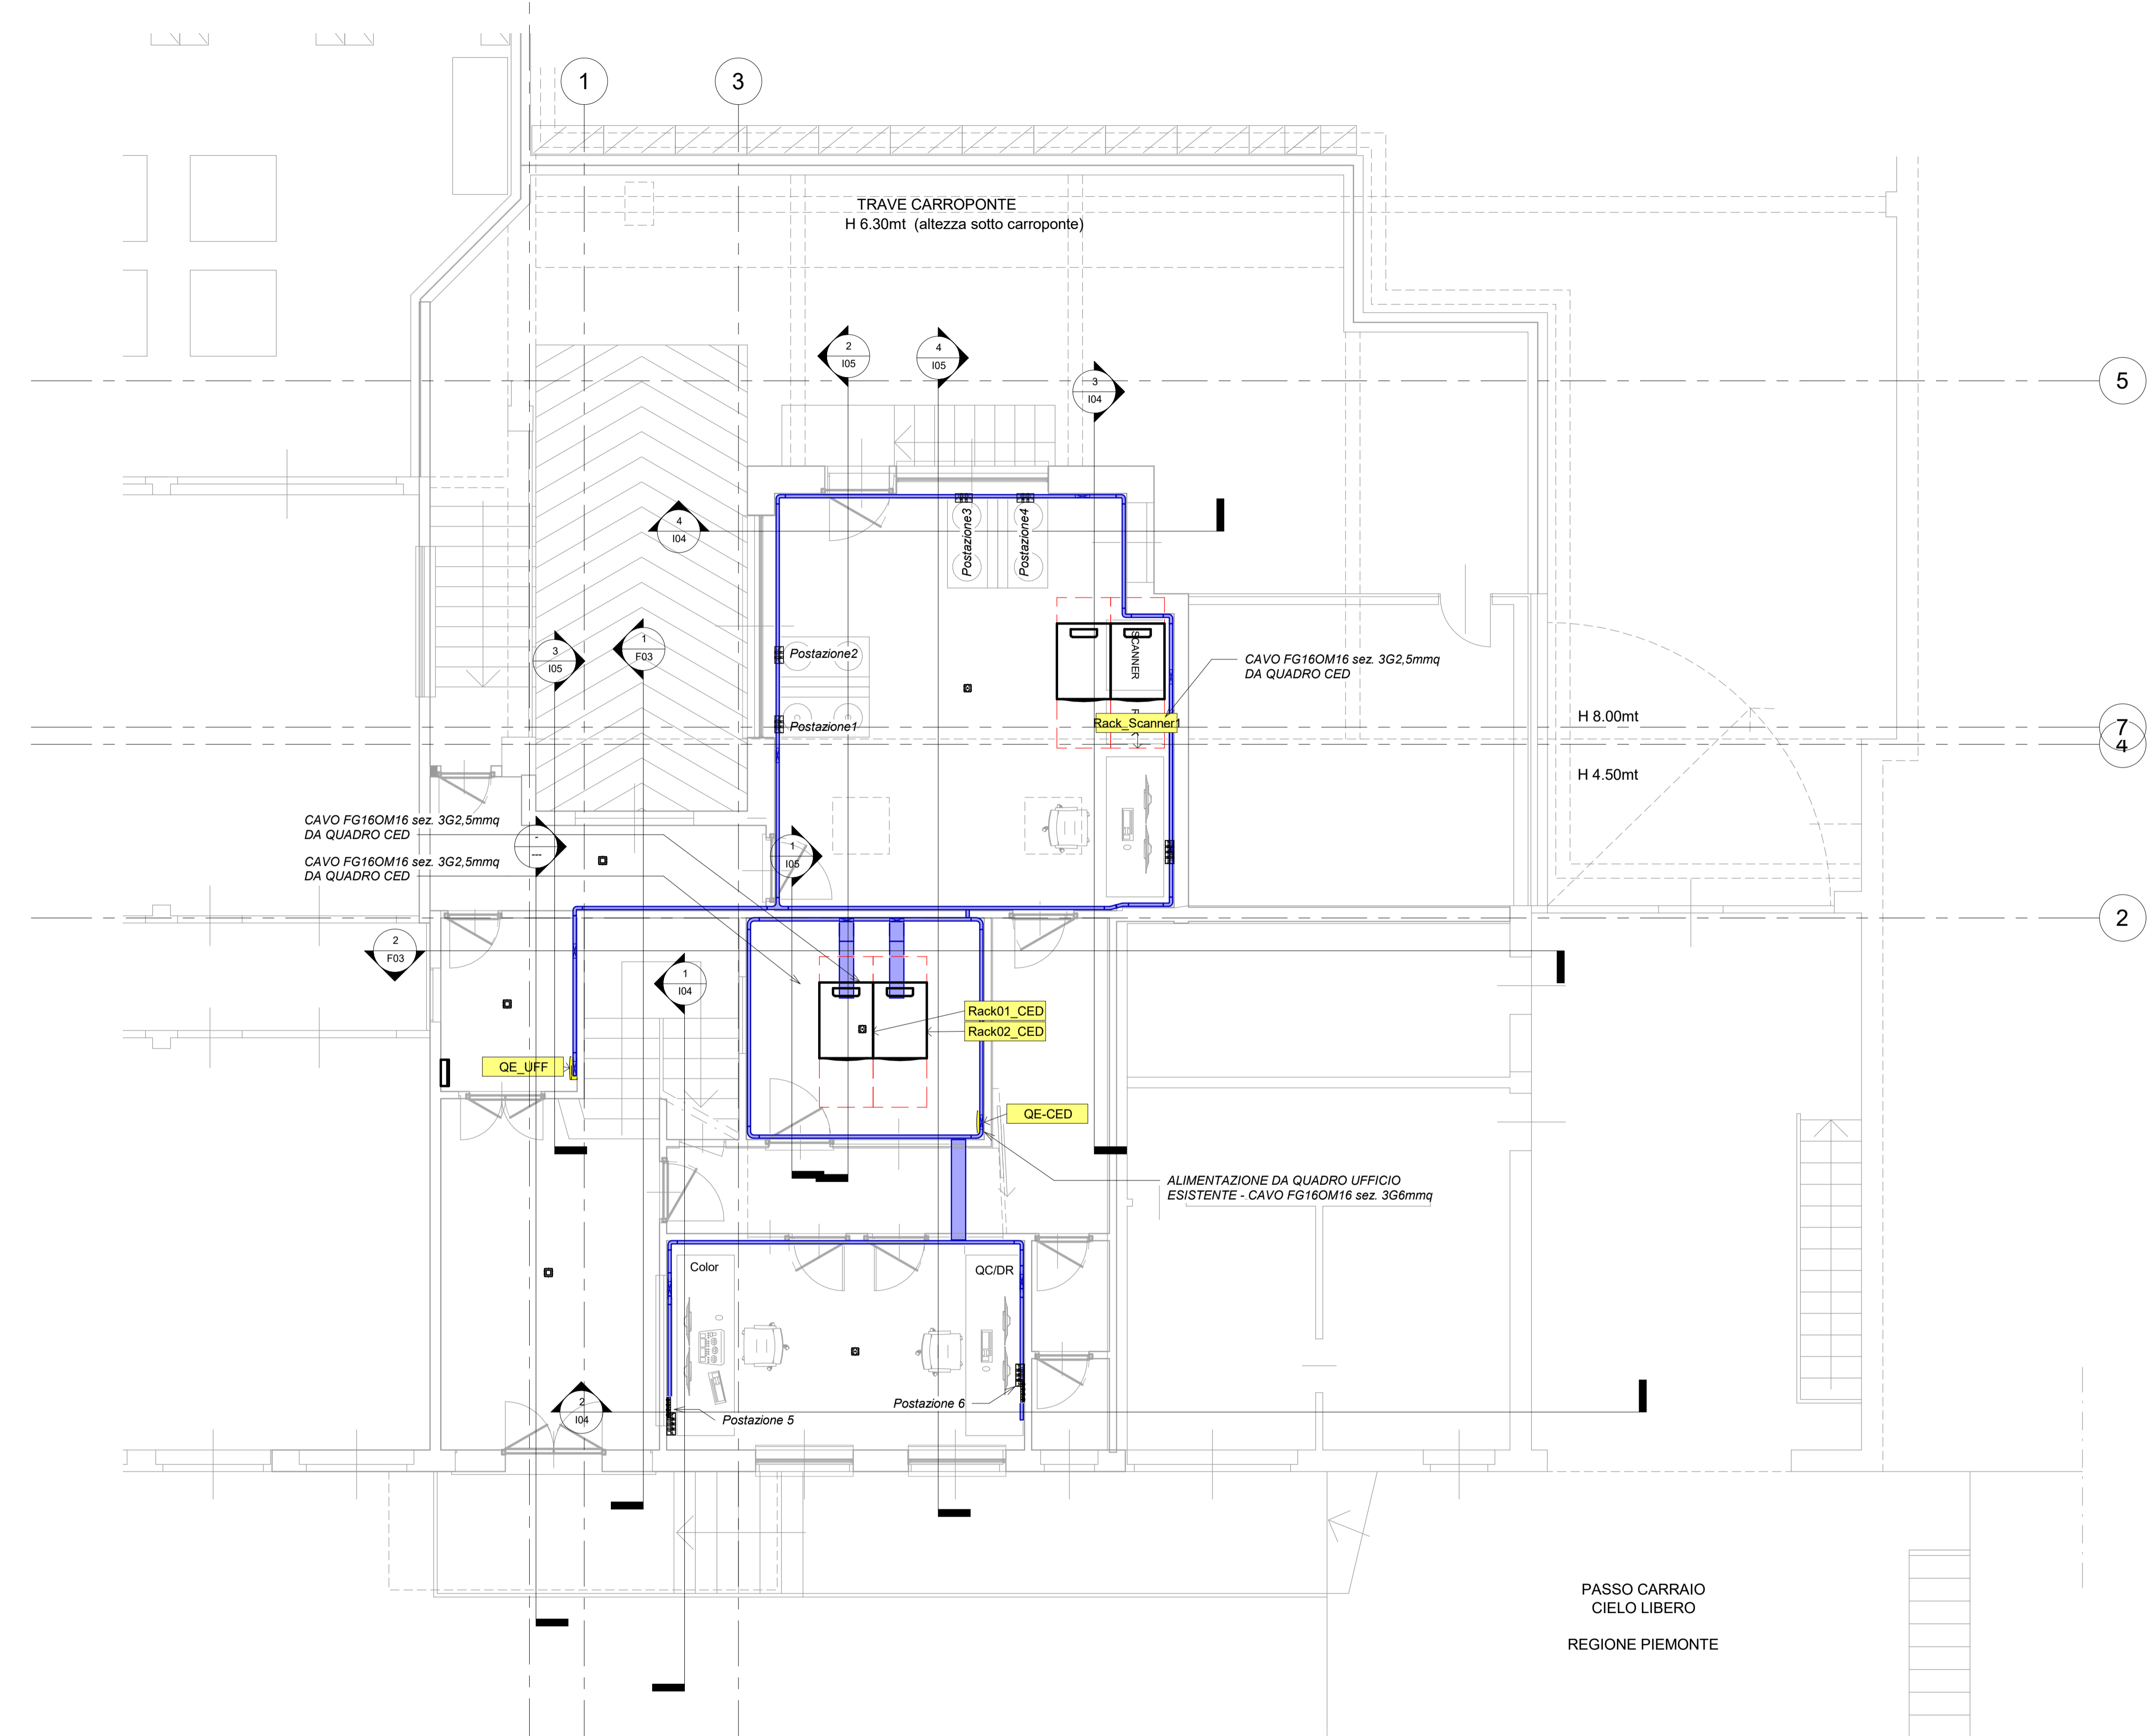 1
3
TRAVE CARROPONTE
H 6.30mt (altezza sotto carroponte)
2
I05
4
I05
3
I04
5
4
I04
Postazione3
Postazione4
3
I05
1
F03
Postazione2
SCANNER
CAVO FG16OM16 sez. 3G2,5mmq
DA QUADRO CED
Postazione1
Rack_Scanner1
H 8.00mt
7
4
H 4.50mt
CAVO FG16OM16 sez. 3G2,5mmq
DA QUADRO CED
-
---
1
I05
CAVO FG16OM16 sez. 3G2,5mmq
DA QUADRO CED
2
2
F03
1
I04
Rack01_CED
Rack02_CED
QE_UFF
QE-CED
ALIMENTAZIONE DA QUADRO UFFICIO
ESISTENTE - CAVO FG16OM16 sez. 3G6mmq
Color
QC/DR
2
I04
Postazione 5
Postazione 6
PASSO CARRAIO
CIELO LIBERO
REGIONE PIEMONTE